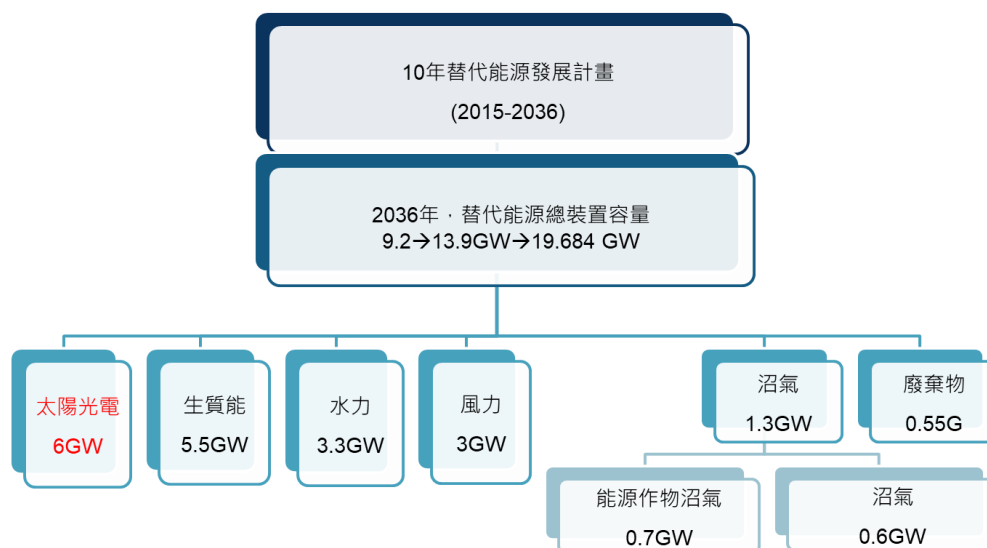 10年替代能源發展計畫
(2015-2036)
2036年，替代能源總裝置容量
9.2→13.9GW→19.684 GW
太陽光電
6GW
生質能
5.5GW
水力
3.3GW
風力
3GW
沼氣
1.3GW
廢棄物
0.55G
能源作物沼氣
0.7GW
沼氣
0.6GW